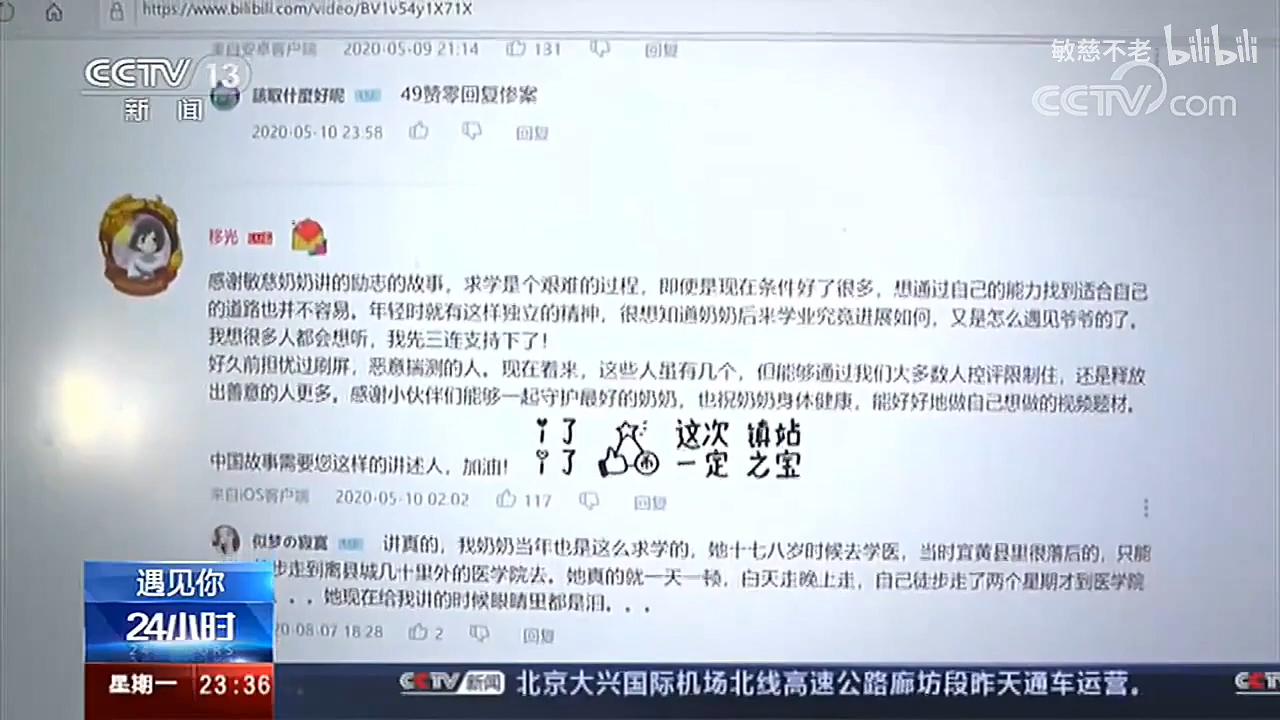 https://www.bilibili.com/video/BV1v54y1X71X
敏慈不老 bilibili
CCTV 13
新闻
CCTV.com
来自安卓客户端 2020-05-09 21:14 131 回复
該取什麼好呢 49赞零回复惨案
2020-05-10 23:58 回复
移光
感谢敏慈奶奶讲的励志的故事，求学是个艰难的过程，即便是现在条件好了很多，想通过自己的能力找到适合自己
的道路也并不容易。年轻时就有这样独立的精神，很想知道奶奶后来学业究竟进展如何，又是怎么遇见爷爷的了。
我想很多人都会想听，我先三连支持下了！
好久前担忧过刷屏，恶意揣测的人。现在看来，这些人虽有几个，但能够通过我们大多数人控评限制住，还是释放
出善意的人更多。感谢小伙伴们能够一起守护最好的奶奶，也祝奶奶身体健康，能好好地做自己想做的视频题材。
了 这次 镇站
了 一定 之宝
中国故事需要您这样的讲述人，加油！
来自iOS客户端 2020-05-10 02:02 117 回复
似梦の寂寞 讲真的，我奶奶当年也是这么求学的，她十七八岁时候去学医，当时宜黄县里很落后的，只能
步走到离县城几十里外的医学院去。她真的就一天一顿，白天走晚上走，自己徒步走了两个星期才到医学院
。。。她现在给我讲的时候眼睛里都是泪。。。
20-08-07 18:28 2 回复
遇见你
24小时
24 HOURS
星期一 23:36
CCTV新闻 北京大兴国际机场北线高速公路廊坊段昨天通车运营。